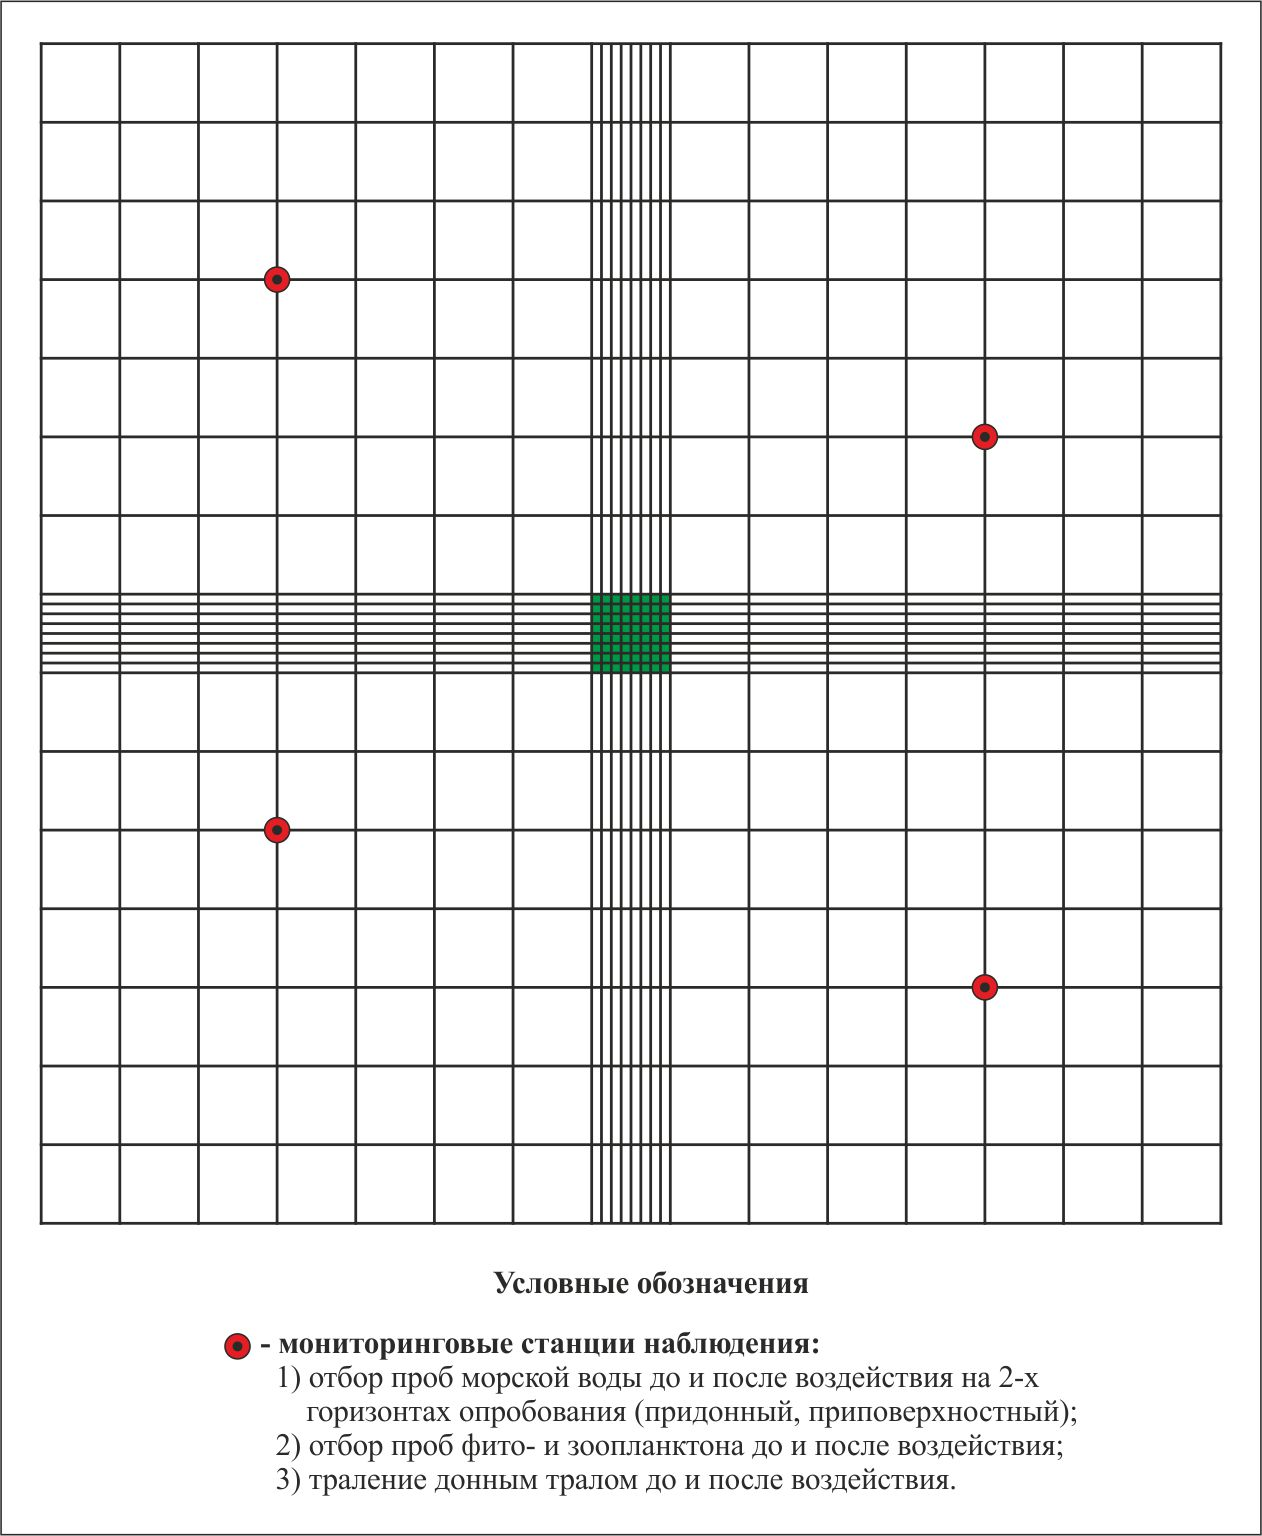 Условные обозначения
- мониторинговые станции наблюдения:
1) отбор проб морской воды до и после воздействия на 2-х
горизонтах опробования (придонный, приповерхностный);
2) отбор проб фито- и зоопланктона до и после воздействия;
3) траление донным тралом до и после воздействия.